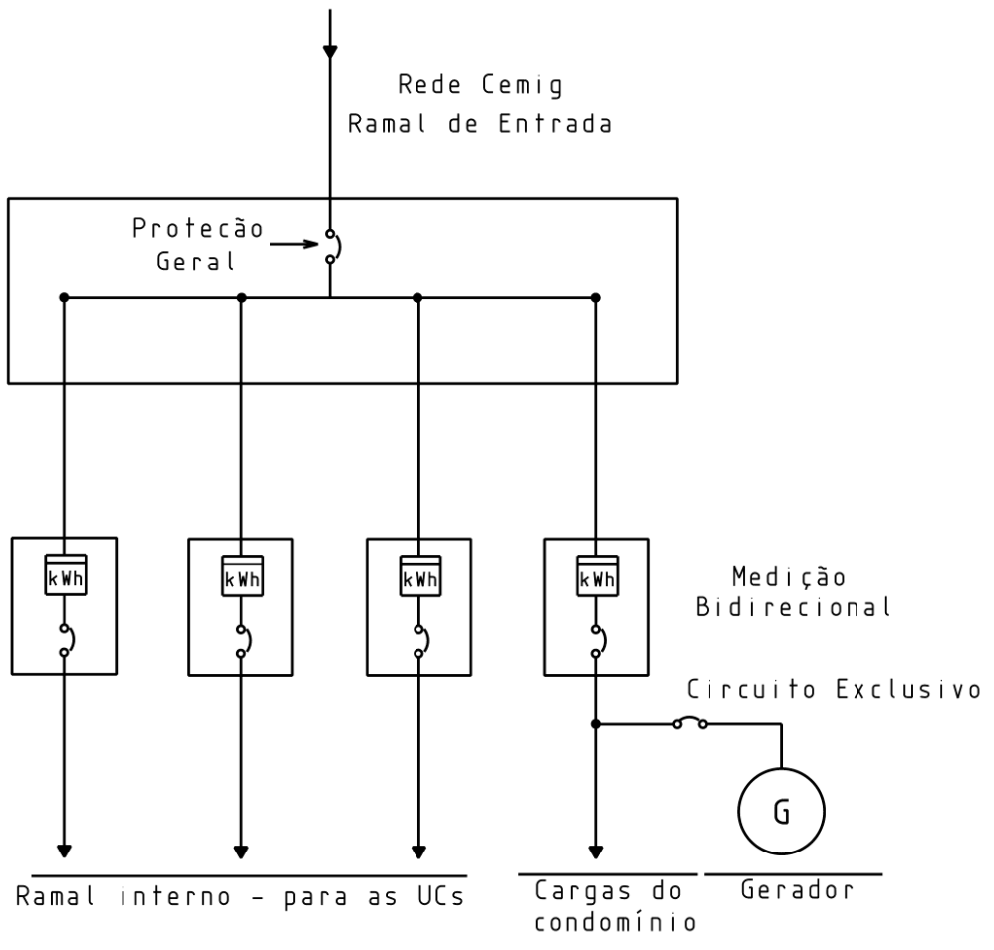 Rede Cemig
Ramal de Entrada
Protecão
Geral
kWh
kWh
kWh
kWh
Medição
Bidirecional
Circuito Exclusivo
G
Ramal interno - para as UCs
Cargas do
condomínio
Gerador